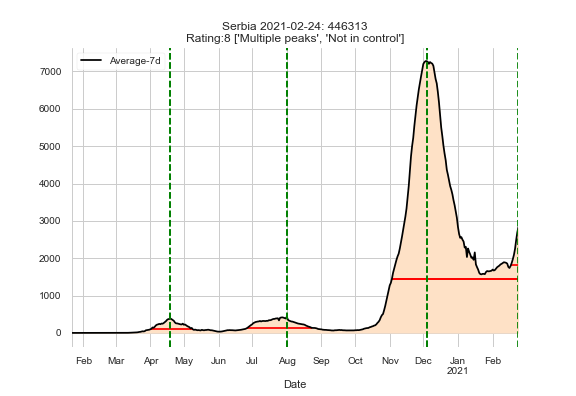 Serbia 2021-02-24: 446313
Rating:8 ['Multiple peaks', 'Not in control']
Average-7d
7000
6000
5000
4000
3000
2000
1000
0
Feb Mar Apr May Jun Jul Aug Sep Oct Nov Dec Jan Feb
2021
Date